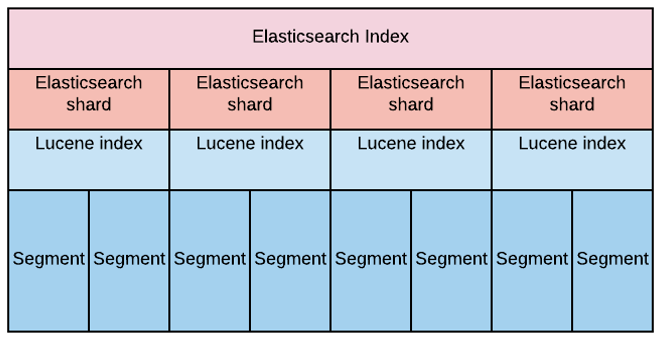 Elasticsearch Index
Elasticsearch
shard
Elasticsearch
shard
Elasticsearch
shard
Elasticsearch
shard
Lucene index
Lucene index
Lucene index
Lucene index
Segment
Segment
Segment
Segment
Segment
Segment
Segment
Segment